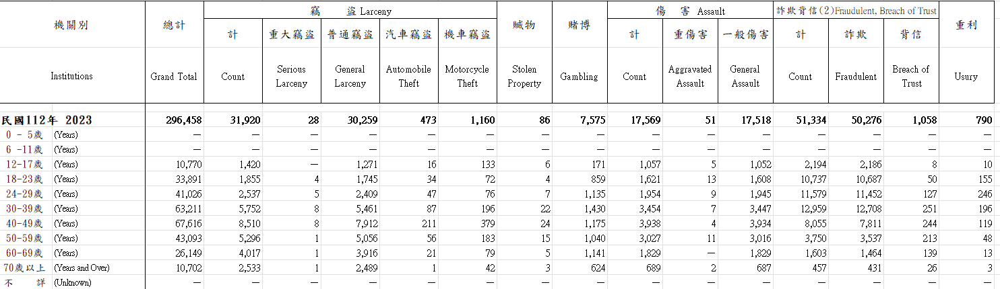 機關別 總計 竊 盜 Larceny 贓物 賭博 傷 害 Assault 詐欺背信(2)Fraudulent, Breach of Trust 重利
計 重大竊盜 普通竊盜 汽車竊盜 機車竊盜 計 重傷害 一般傷害 計 詐欺 背信
Institutions Grand Total Count Serious Larceny General Larceny Automobile Theft Motorcycle Theft Stolen Property Gambling Count Aggravated Assault General Assault Count Fraudulent Breach of Trust Usury
民國112年 2023 296,458 31,920 28 30,259 473 1,160 86 7,575 17,569 51 17,518 51,334 50,276 1,058 790
0 - 5歲 (Years) — — — — — — — — — — — — — — —
6 -11歲 (Years) — — — — — — — — — — — — — — —
12-17歲 (Years) 10,770 1,420 — 1,271 16 133 6 171 1,057 5 1,052 2,194 2,186 8 10
18-23歲 (Years) 33,891 1,855 4 1,745 34 72 4 859 1,621 13 1,608 10,737 10,687 50 155
24-29歲 (Years) 41,026 2,537 5 2,409 47 76 7 1,135 1,954 9 1,945 11,579 11,452 127 246
30-39歲 (Years) 63,211 5,752 8 5,461 87 196 22 1,430 3,454 7 3,447 12,959 12,708 251 196
40-49歲 (Years) 67,616 8,510 8 7,912 211 379 24 1,175 3,938 4 3,934 8,055 7,811 244 119
50-59歲 (Years) 43,093 5,296 1 5,056 56 183 15 1,040 3,027 11 3,016 3,750 3,537 213 48
60-69歲 (Years) 26,149 4,017 1 3,916 21 79 5 1,141 1,829 — 1,829 1,603 1,464 139 13
70歲以上 (Years and Over) 10,702 2,533 1 2,489 1 42 3 624 689 2 687 457 431 26 3
不 詳 (Unknown) — — — — — — — — — — — — — — —